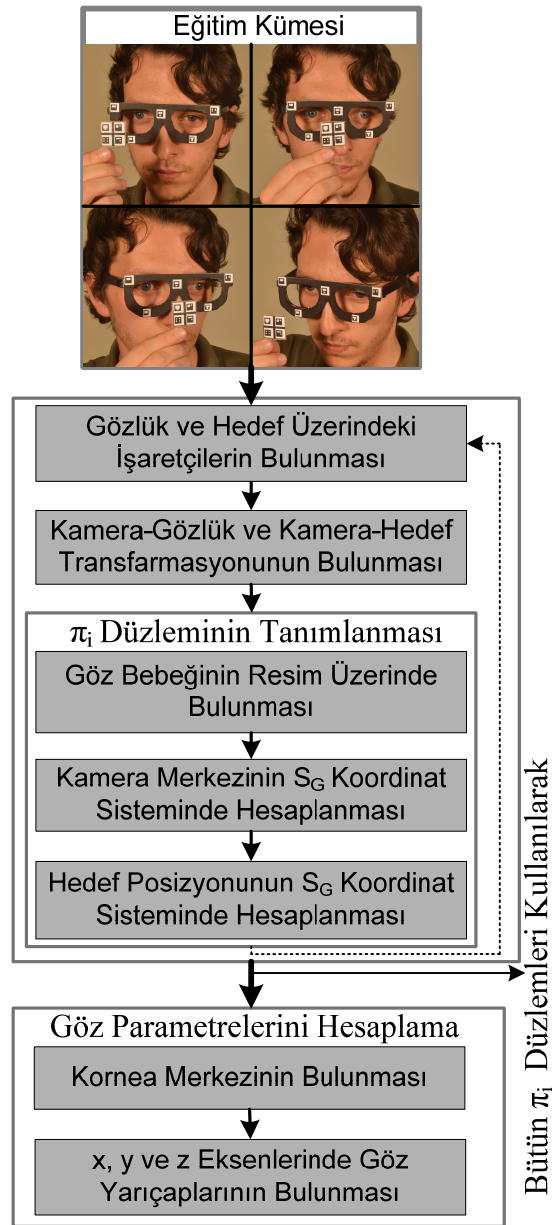 Eğitim Kümesi
Gözlük ve Hedef Üzerindeki
İşaretçilerin Bulunması
Kamera-Gözlük ve Kamera-Hedef
Transfarmasyonunun Bulunması
πi Düzleminin Tanımlanması
Göz Bebeğinin Resim Üzerinde
Bulunması
Kamera Merkezinin SG Koordinat
Sisteminde Hesaplanması
Hedef Posizyonunun SG Koordinat
Sisteminde Hesaplanması
Bütün πi Düzlemleri Kullanılarak
Göz Parametrelerini Hesaplama
Kornea Merkezinin Bulunması
x, y ve z Eksenlerinde Göz
Yarıçaplarının Bulunması